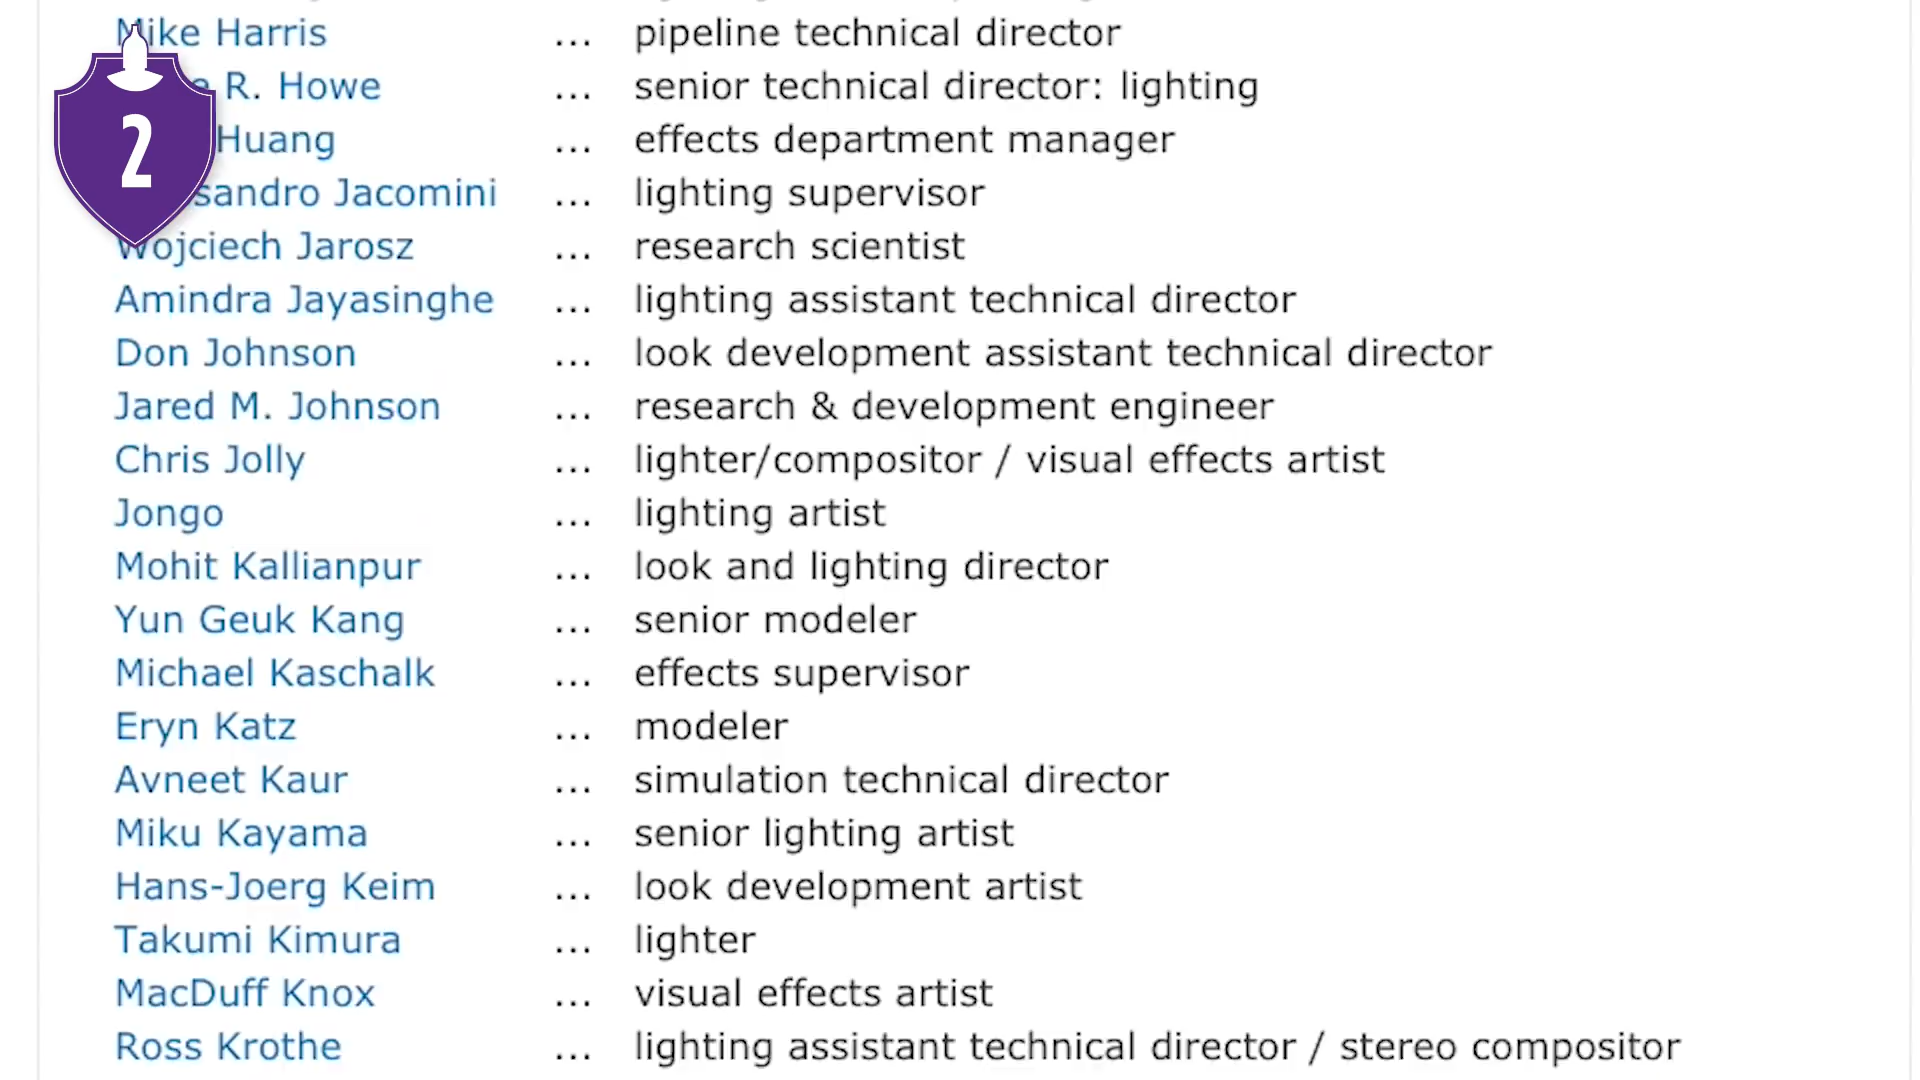 Mike Harris ... pipeline technical director
R. Howe ... senior technical director: lighting
Huang ... effects department manager
Jacomini ... lighting supervisor
Wojciech Jarosz ... research scientist
Amindra Jayasinghe ... lighting assistant technical director
Don Johnson ... look development assistant technical director
Jared M. Johnson ... research & development engineer
Chris Jolly ... lighter/compositor / visual effects artist
Jongo ... lighting artist
Mohit Kallianpur ... look and lighting director
Yun Geuk Kang ... senior modeler
Michael Kaschalk ... effects supervisor
Eryn Katz ... modeler
Avneet Kaur ... simulation technical director
Miku Kayama ... senior lighting artist
Hans-Joerg Keim ... look development artist
Takumi Kimura ... lighter
MacDuff Knox ... visual effects artist
Ross Krothe ... lighting assistant technical director / stereo compositor
2